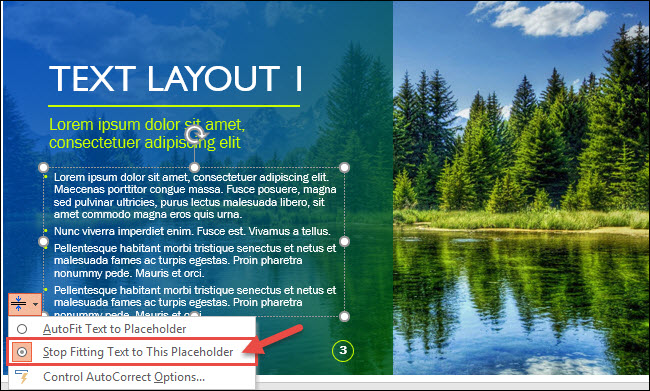 TEXT LAYOUT 1
Lorem ipsum dolor sit amet,
consectetuer adipiscing elit
• Lorem ipsum dolor sit amet, consectetuer adipiscing elit.
Maecenas porttitor congue massa. Fusce posuere, magna
sed pulvinar ultricies, purus lectus malesuada libero, sit
amet commodo magna eros quis urna.
• Nunc viverra imperdiet enim. Fusce est. Vivamus a tellus.
• Pellentesque habitant morbi tristique senectus et netus et
malesuada fames ac turpis egestas. Proin pharetra
nonummy pede. Mauris et orci.
• Pellentesque habitant morbi tristique senectus et netus et
malesuada fames ac turpis egestas. Proin pharetra
nonummy pede. Mauris et orci.
AutoFit Text to Placeholder
Stop Fitting Text to This Placeholder
Control AutoCorrect Options...
3